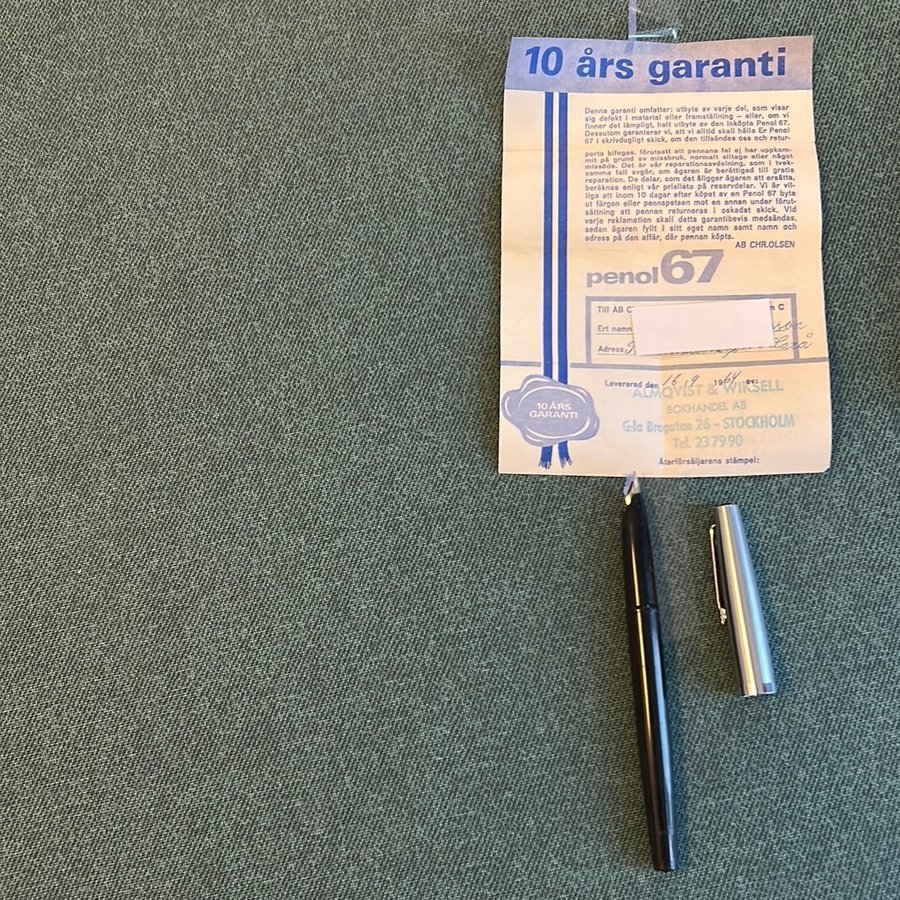 10 års garanti
Denna garanti omfattar: utbyte av varje del, som visar
sig defekt i material eller framställning – eller, om vi
finner det lämpligt, helt utbyte av den inköpta Penol 67.
Dessutom garanterar vi, att vi alltid skall hålla Er Penol
67 i skrivdugligt skick, om den tillsändes oss och retur-
porto bifogas, förutsatt att pennans fel ej har uppkom-
mit på grund av missbruk, normalt slitage eller något
missöde. Det är vår reparationsavdelning, som i tvek-
samma fall avgör, om ägaren är berättigad till gratis
reparation. De delar, som det åligger ägaren att ersätta,
beräknas enligt vår prislista på reservdelar. Vi är vil-
liga att inom 10 dagar efter köpet av en Penol 67 byta
ut färgen eller pennspetsen mot en annan under förut-
sättning att pennan returneras i oskadat skick. Vid
varje reklamation skall detta garantibevis medsändas,
sedan ägaren fyllt i sitt eget namn samt namn och
adress på den affär, där pennan köpts.
AB CHR.OLSEN
penol 67
Till AB C
Ert namn
Adress
Levererad den 16/9 1964 av:
ALMQVIST & WIKSELL
BOKHANDEL AB
G:la Brogatan 26 - STOCKHOLM
Tel. 23 79 90
Återförsäljarens stämpel:
10 ÅRS
GARANTI